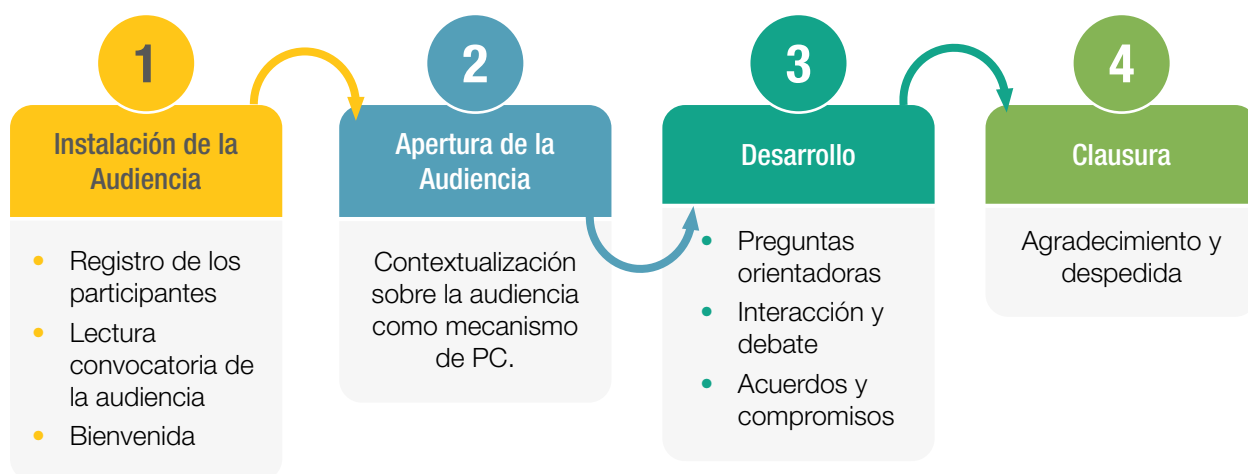 1
Instalación de la
Audiencia
• Registro de los
participantes
• Lectura
convocatoria de
la audiencia
• Bienvenida
2
Apertura de la
Audiencia
Contextualización
sobre la audiencia
como mecanismo
de PC.
3
Desarrollo
• Preguntas
orientadoras
• Interacción y
debate
• Acuerdos y
compromisos
4
Clausura
Agradecimiento y
despedida